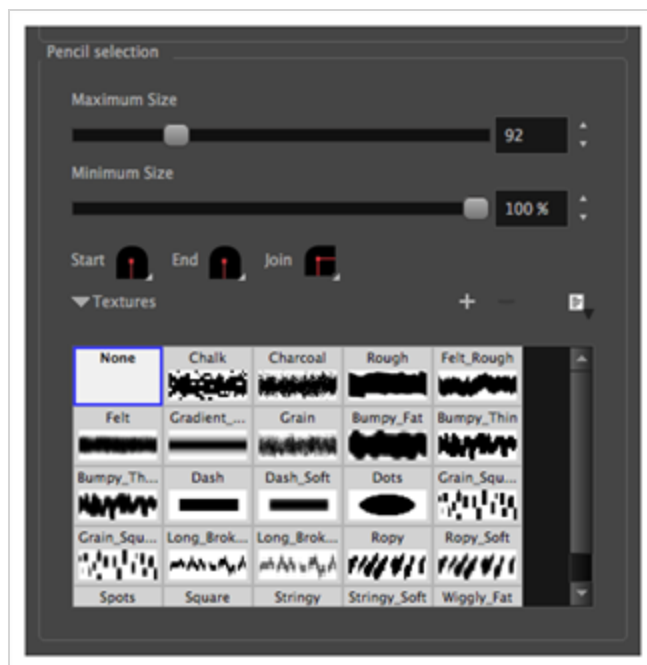 Pencil selection
Maximum Size
92
Minimum Size
100 %
Start End Join
Textures
None Chalk Charcoal Rough Felt_Rough
Felt Gradient_... Grain Bumpy_Fat Bumpy_Thin
Bumpy_Th... Dash Dash_Soft Dots Grain_Squ...
Grain_Squ... Long_Brok... Long_Brok... Ropy Ropy_Soft
Spots Square Stringy Stringy_Soft Wiggly_Fat